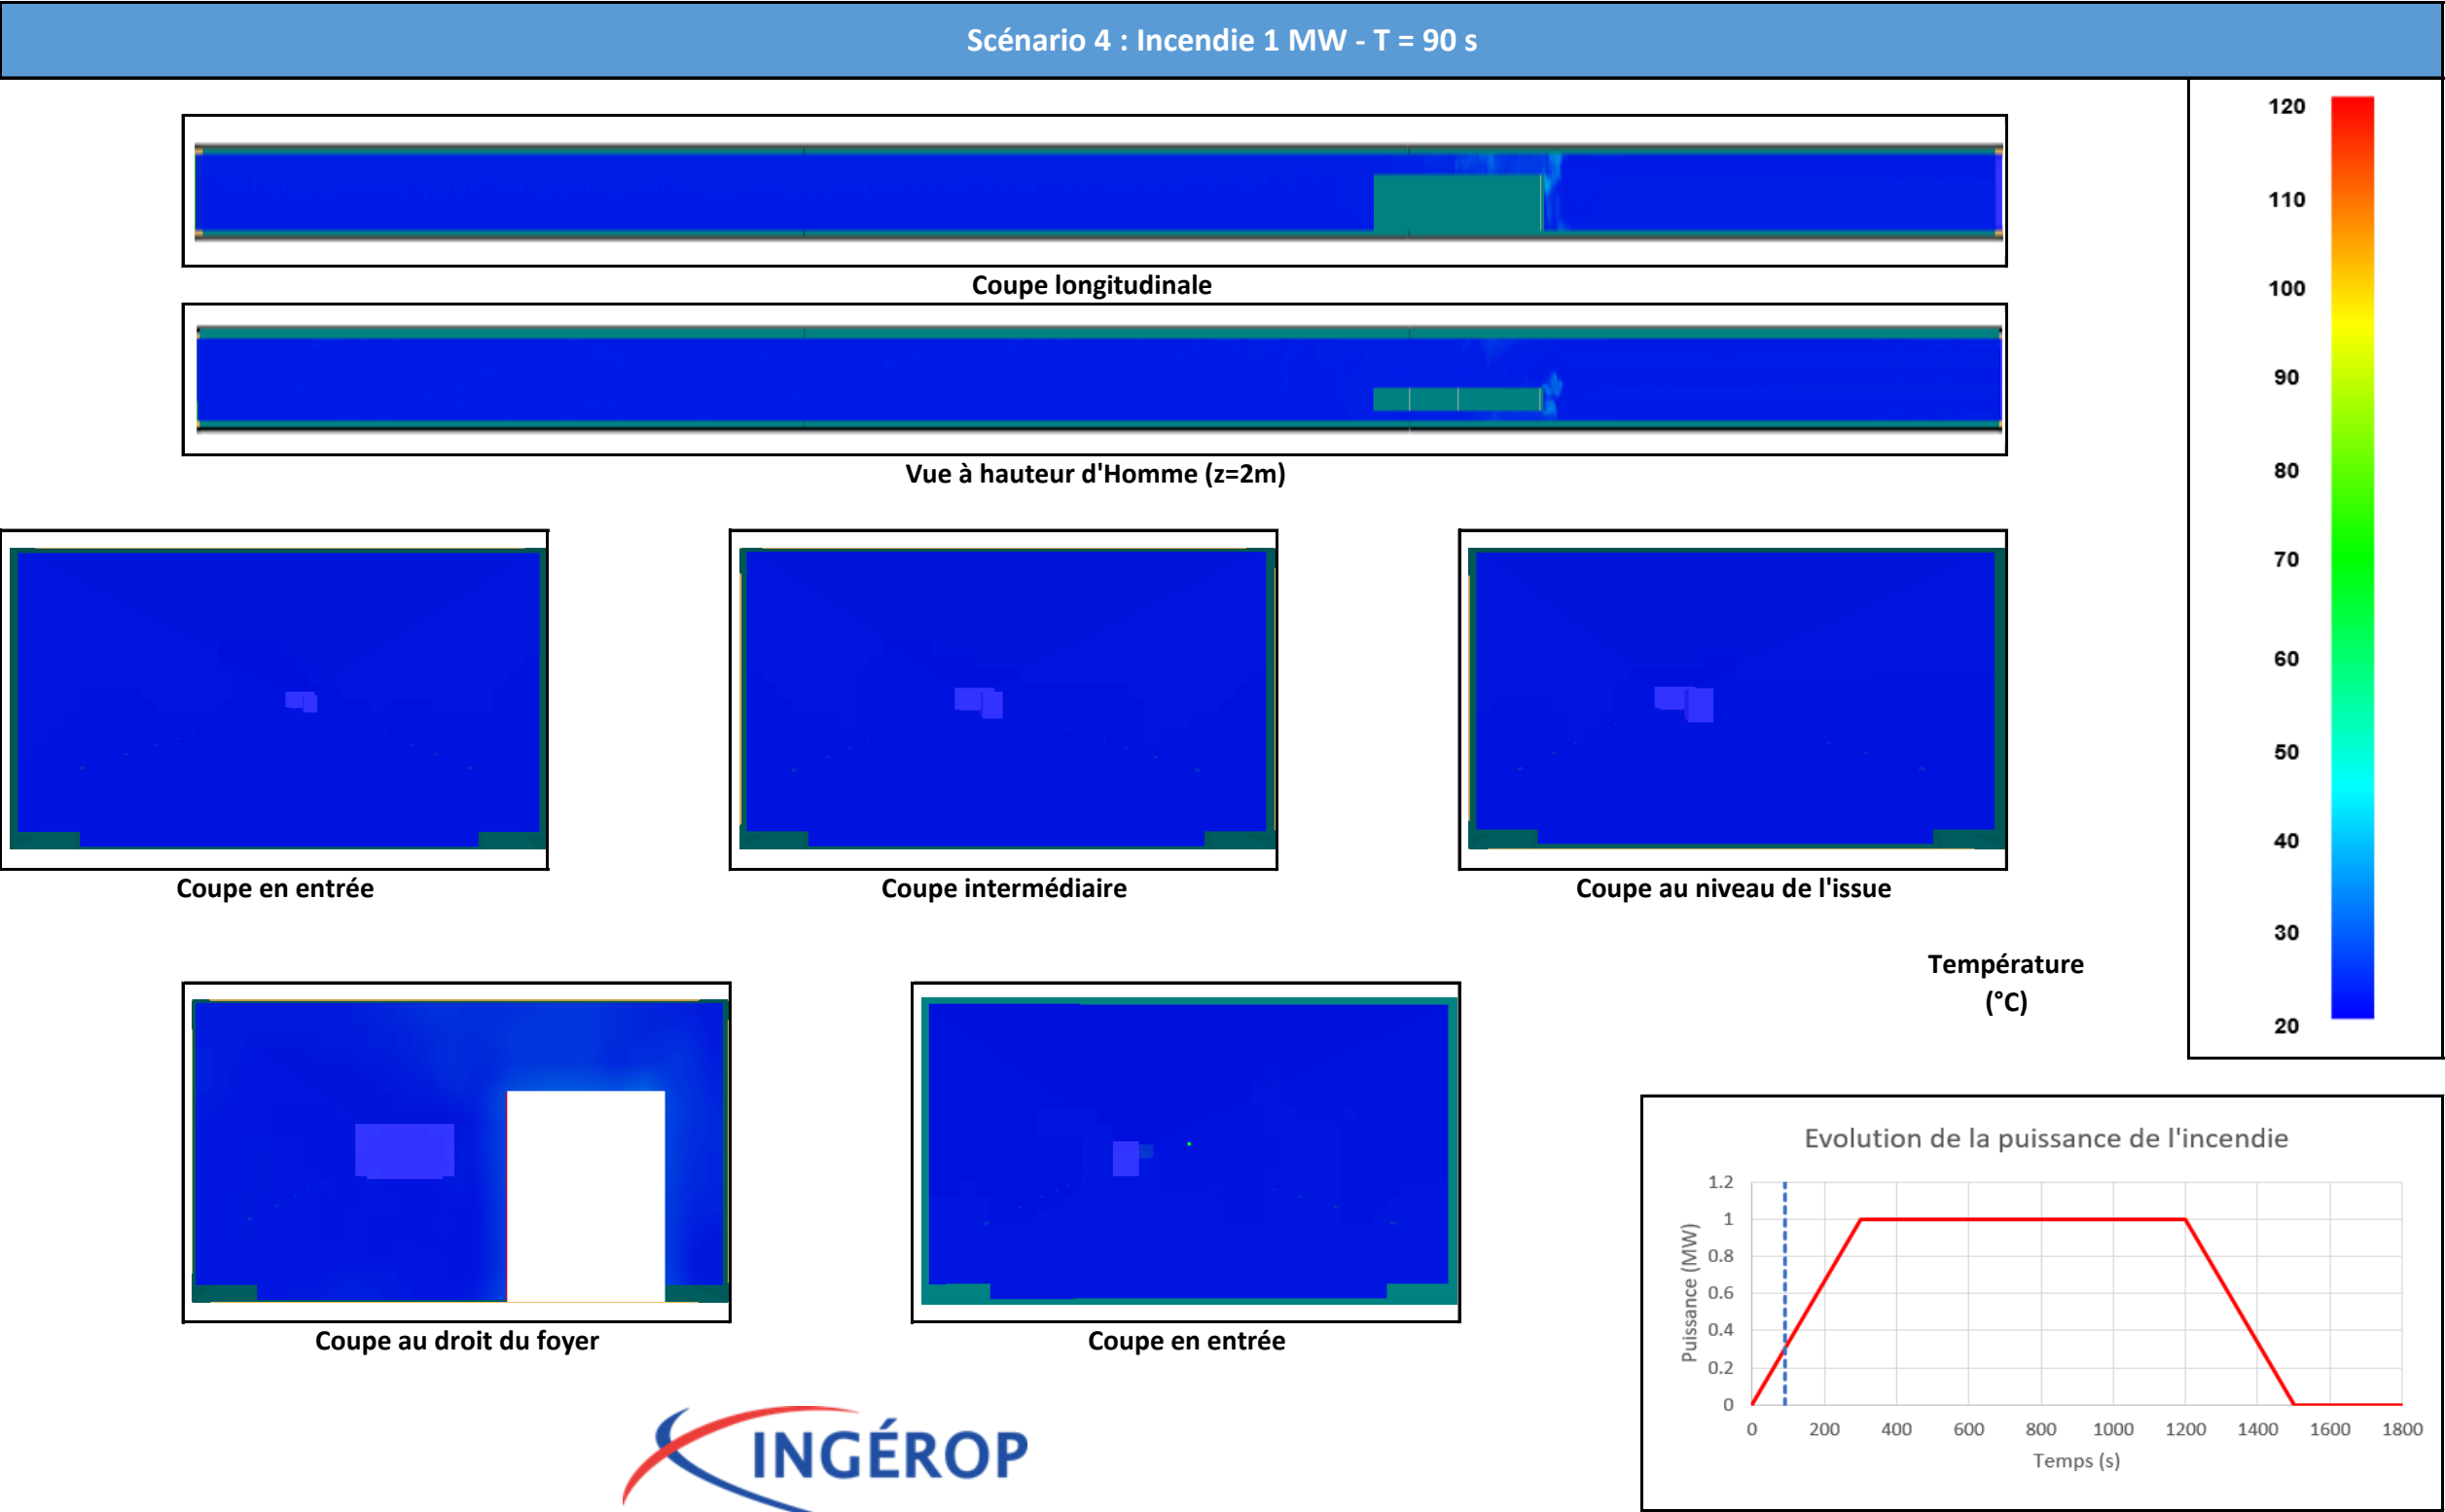 Scénario 4 : Incendie 1 MW - T = 90 s
Coupe longitudinale
Vue à hauteur d'Homme (z=2m)
Coupe en entrée
Coupe intermédiaire
Coupe au niveau de l'issue
Coupe au droit du foyer
Coupe en entrée
Température
(°C)
120
110
100
90
80
70
60
50
40
30
20
Evolution de la puissance de l'incendie
Puissance (MW)
1.2
1
0.8
0.6
0.4
0.2
0
0 200 400 600 800 1000 1200 1400 1600 1800
Temps (s)
INGÉROP